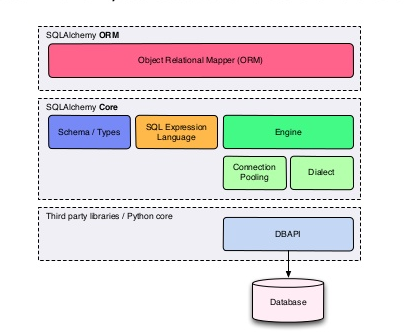 SQLAlchemy ORM
Object Relational Mapper (ORM)
SQLAlchemy Core
Schema / Types
SQL Expression
Language
Engine
Connection
Pooling
Dialect
Third party libraries / Python core
DBAPI
Database